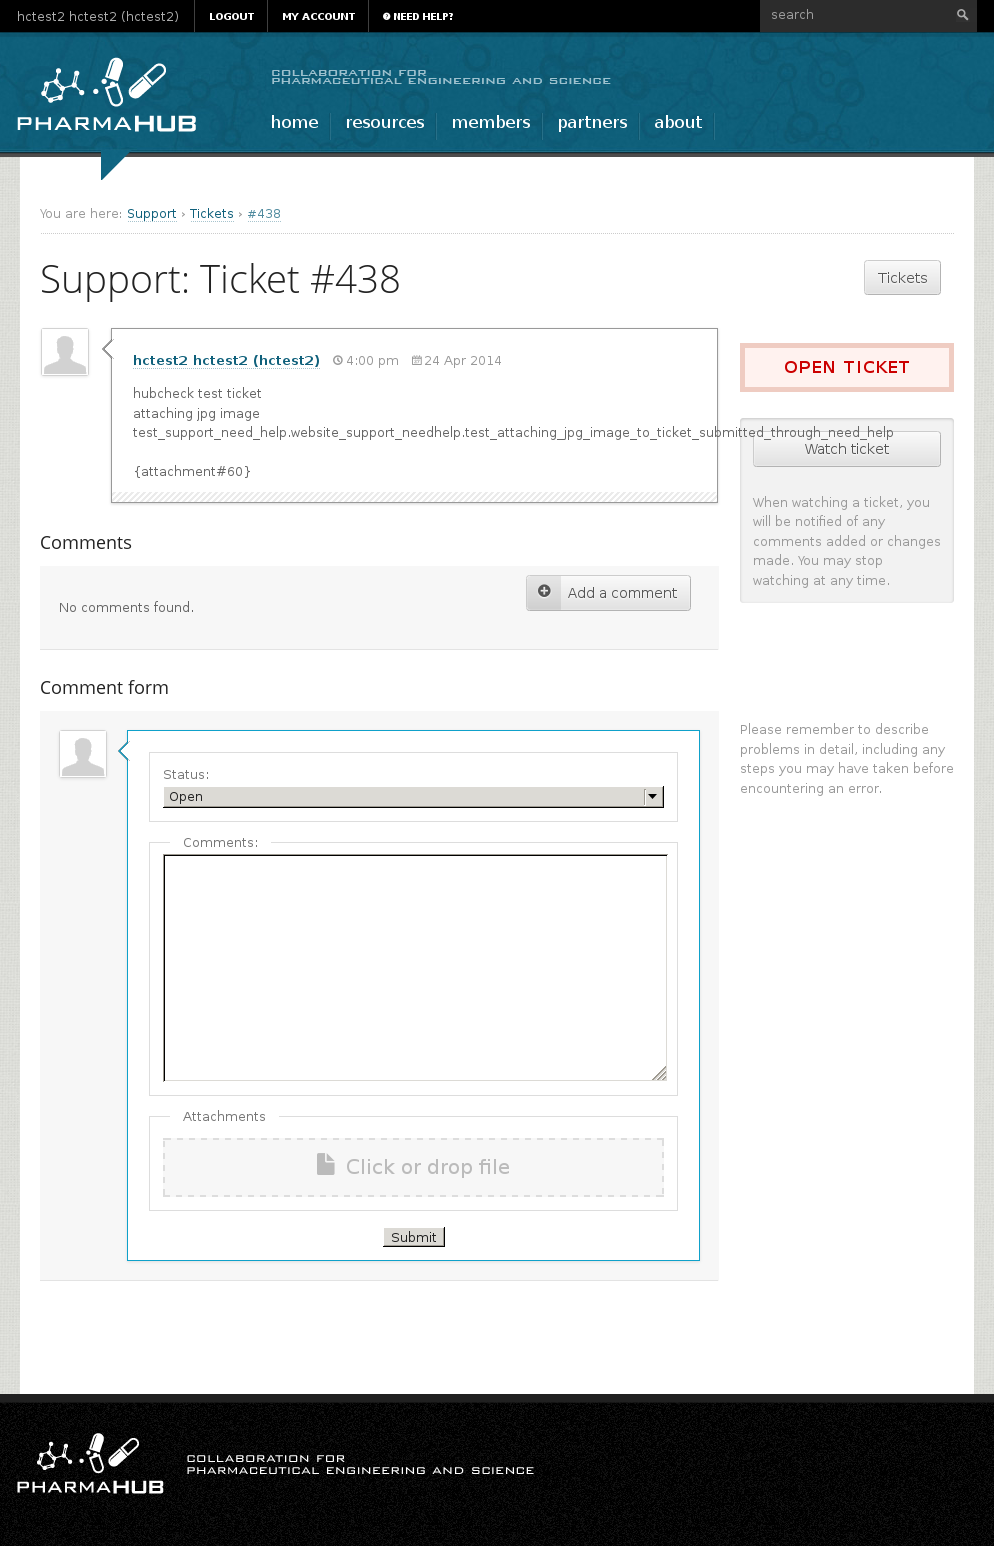 hctest2 hctest2 (hctest2) LOGOUT MY ACCOUNT NEED HELP? search
PHARMAHUB
COLLABORATION FOR
PHARMACEUTICAL ENGINEERING AND SCIENCE
home resources members partners about
You are here: Support › Tickets › #438
Support: Ticket #438
Tickets
hctest2 hctest2 (hctest2) 4:00 pm 24 Apr 2014
hubcheck test ticket
attaching jpg image
test_support_need_help.website_support_needhelp.test_attaching_jpg_image_to_ticket_submitted_through_need_help
{attachment#60}
OPEN TICKET
Watch ticket
When watching a ticket, you
will be notified of any
comments added or changes
made. You may stop
watching at any time.
Comments
No comments found.
Add a comment
Comment form
Please remember to describe
problems in detail, including any
steps you may have taken before
encountering an error.
Status:
Open
Comments:
Attachments
Click or drop file
Submit
PHARMAHUB
COLLABORATION FOR
PHARMACEUTICAL ENGINEERING AND SCIENCE